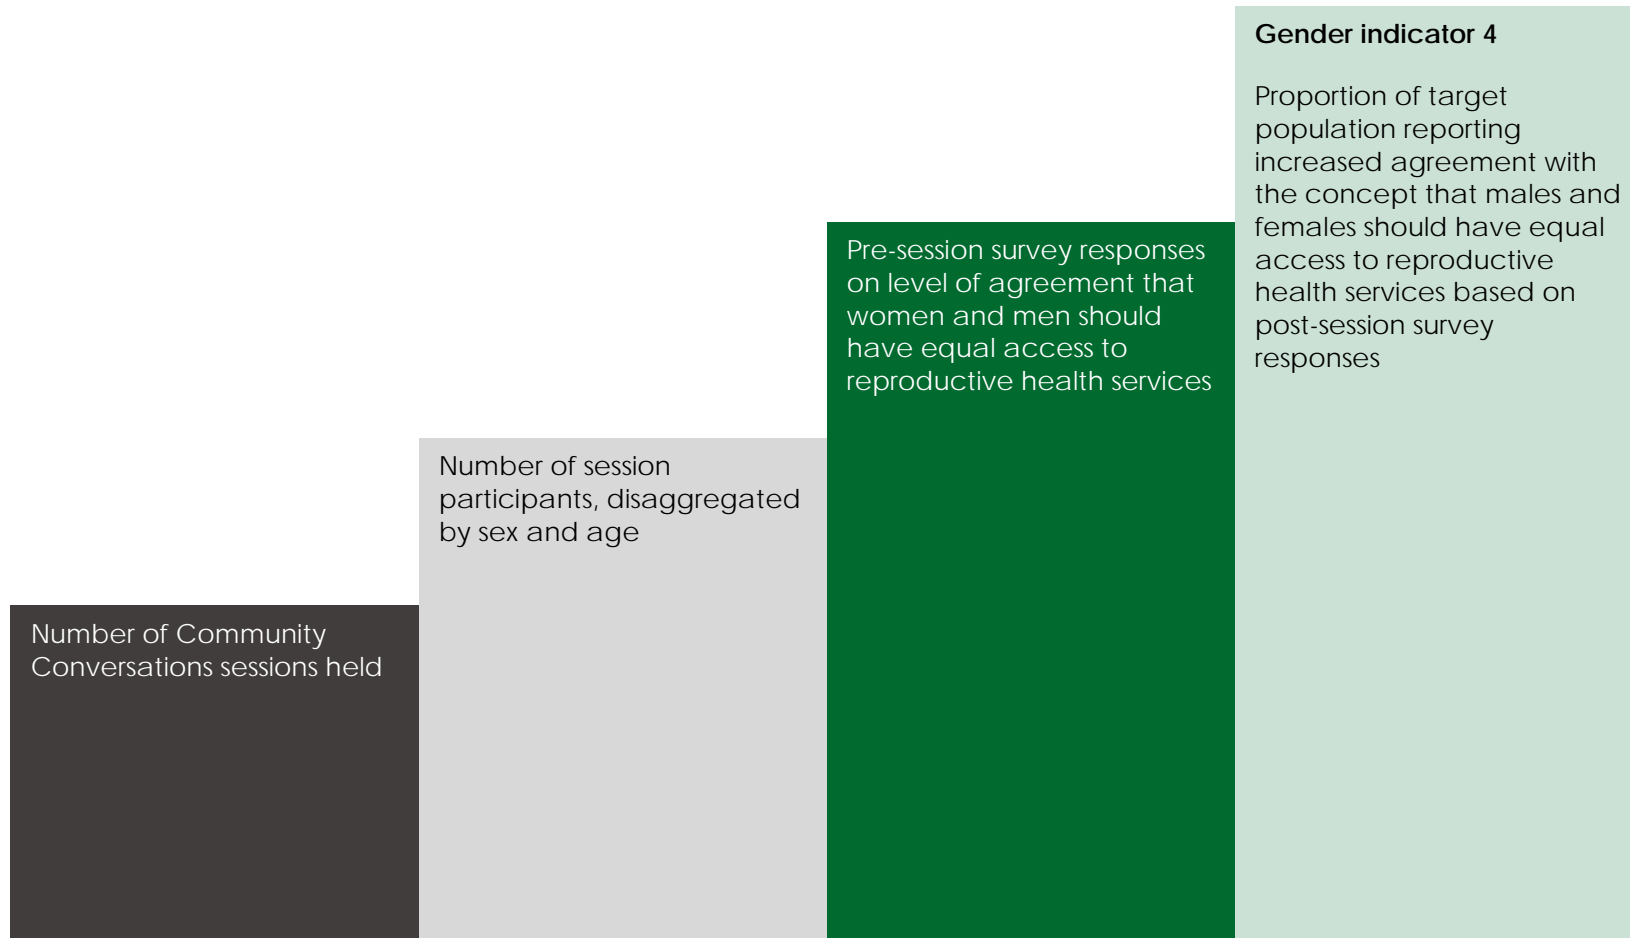 Number of Community
Conversations sessions held
Number of session
participants, disaggregated
by sex and age
Pre-session survey responses
on level of agreement that
women and men should
have equal access to
reproductive health services
Gender indicator 4
Proportion of target
population reporting
increased agreement with
the concept that males and
females should have equal
access to reproductive
health services based on
post-session survey
responses